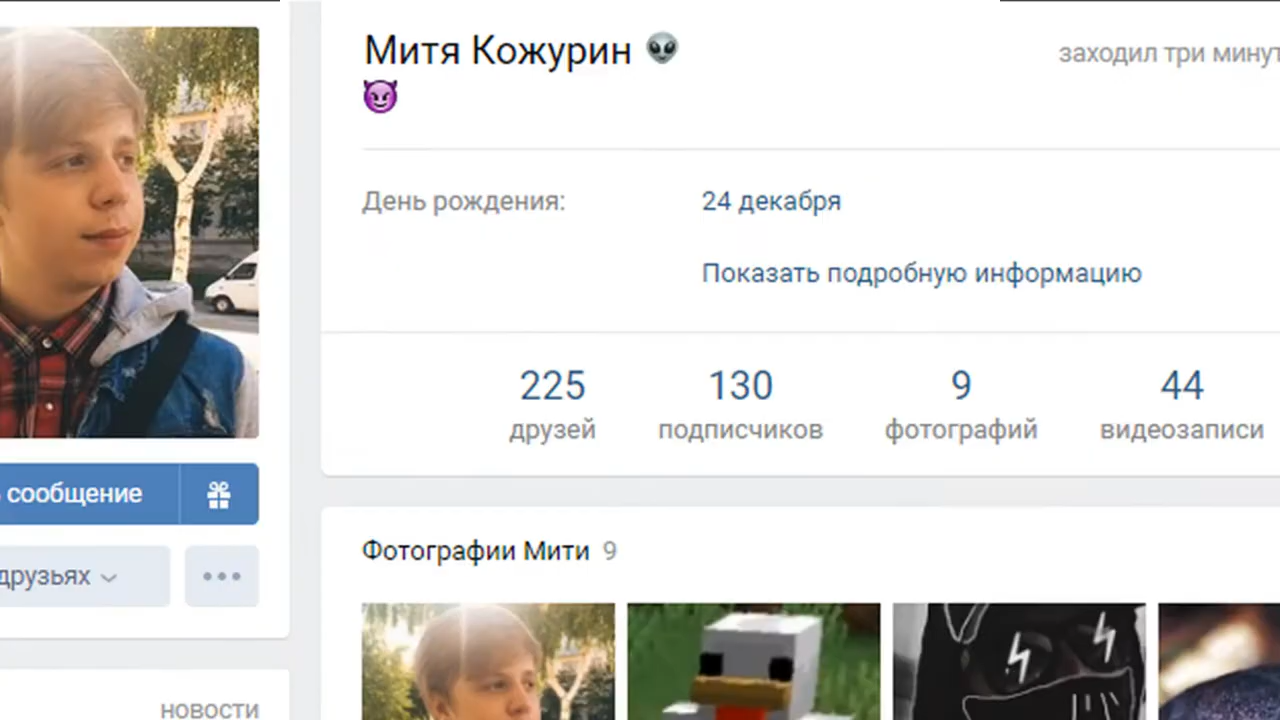 Митя Кожурин 👽
😈
заходил три минут
День рождения: 24 декабря
Показать подробную информацию
225 130 9 44
друзей подписчиков фотографий видеозаписи
сообщение
друзьях
Фотографии Мити 9
новости